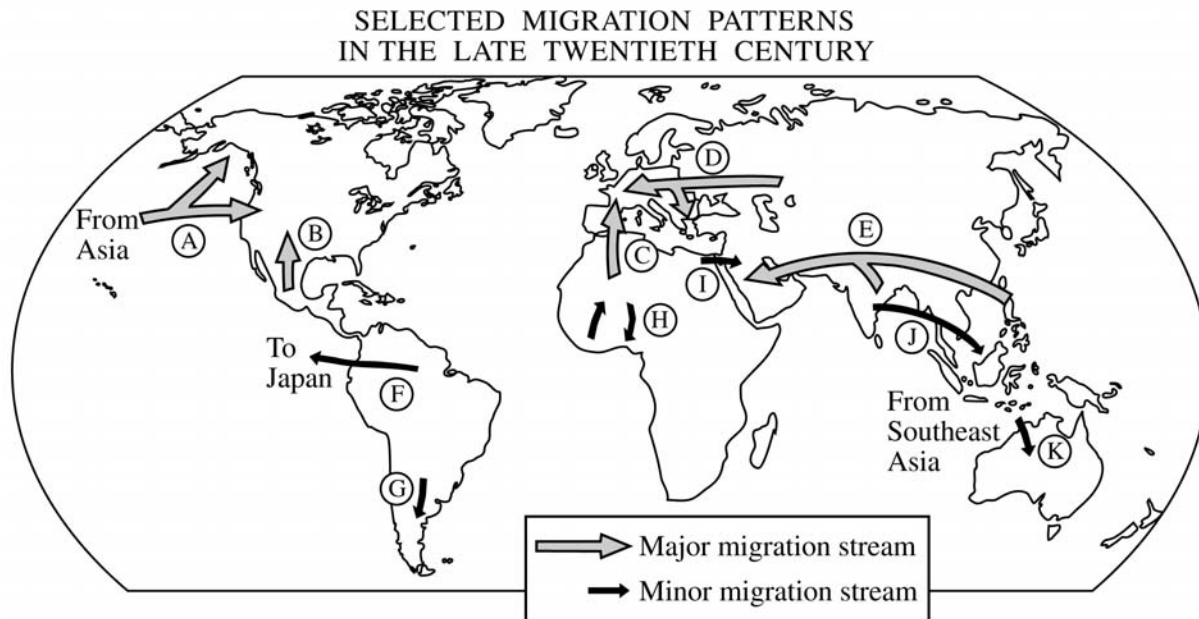 SELECTED MIGRATION PATTERNS
IN THE LATE TWENTIETH CENTURY
D
From
Asia
A
B
C
E
I
H
J
To
Japan
F
From
Southeast
Asia
K
G
Major migration stream
Minor migration stream